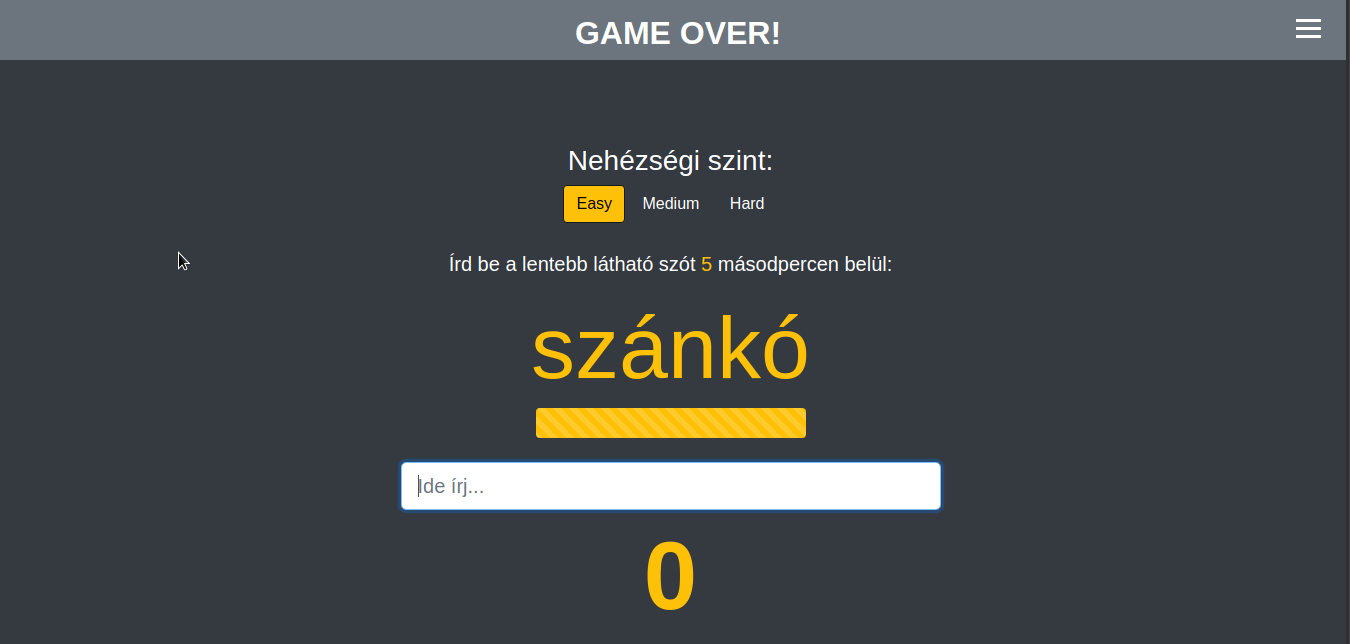 GAME OVER!
Nehézségi szint:
Easy Medium Hard
Írd be a lentebb látható szót 5 másodpercen belül:
szánkó
Ide írj...
0